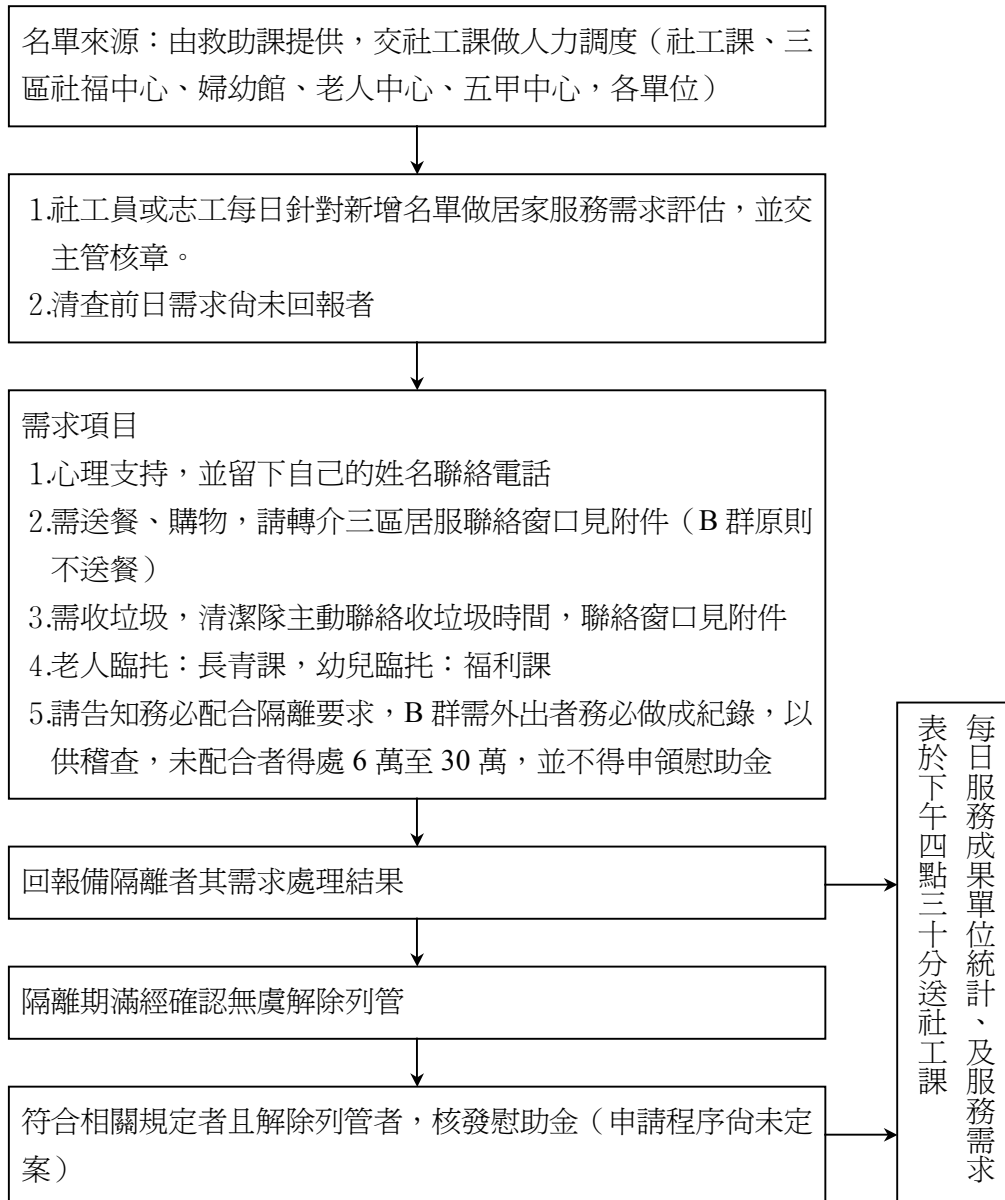 名單來源：由救助課提供，交社工課做人力調度（社工課、三
區社福中心、婦幼館、老人中心、五甲中心，各單位）
1.社工員或志工每日針對新增名單做居家服務需求評估，並交
主管核章。
2.清查前日需求尚未回報者
需求項目
1.心理支持，並留下自己的姓名聯絡電話
2.需送餐、購物，請轉介三區居服聯絡窗口見附件（B 群原則
不送餐）
3.需收垃圾，清潔隊主動聯絡收垃圾時間，聯絡窗口見附件
4.老人臨扥：長青課，幼兒臨扥：福利課
5.請告知務必配合隔離要求，B 群需外出者務必做成紀錄，以
供稽查，未配合者得處 6 萬至 30 萬，並不得申領慰助金
回報備隔離者其需求處理結果
隔離期滿經確認無虞解除列管
符合相關規定者且解除列管者，核發慰助金（申請程序尚未定
案）
每日服務成果單位統計、及服務需求
表於下午四點三十分送社工課